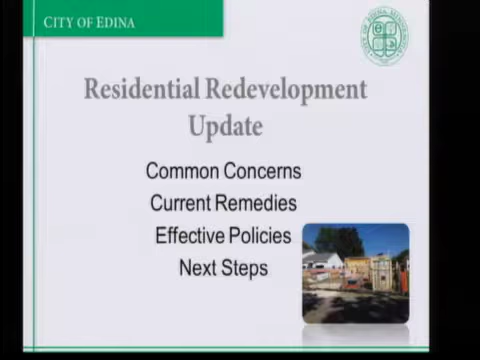 CITY OF EDINA
Residential Redevelopment
Update
Common Concerns
Current Remedies
Effective Policies
Next Steps